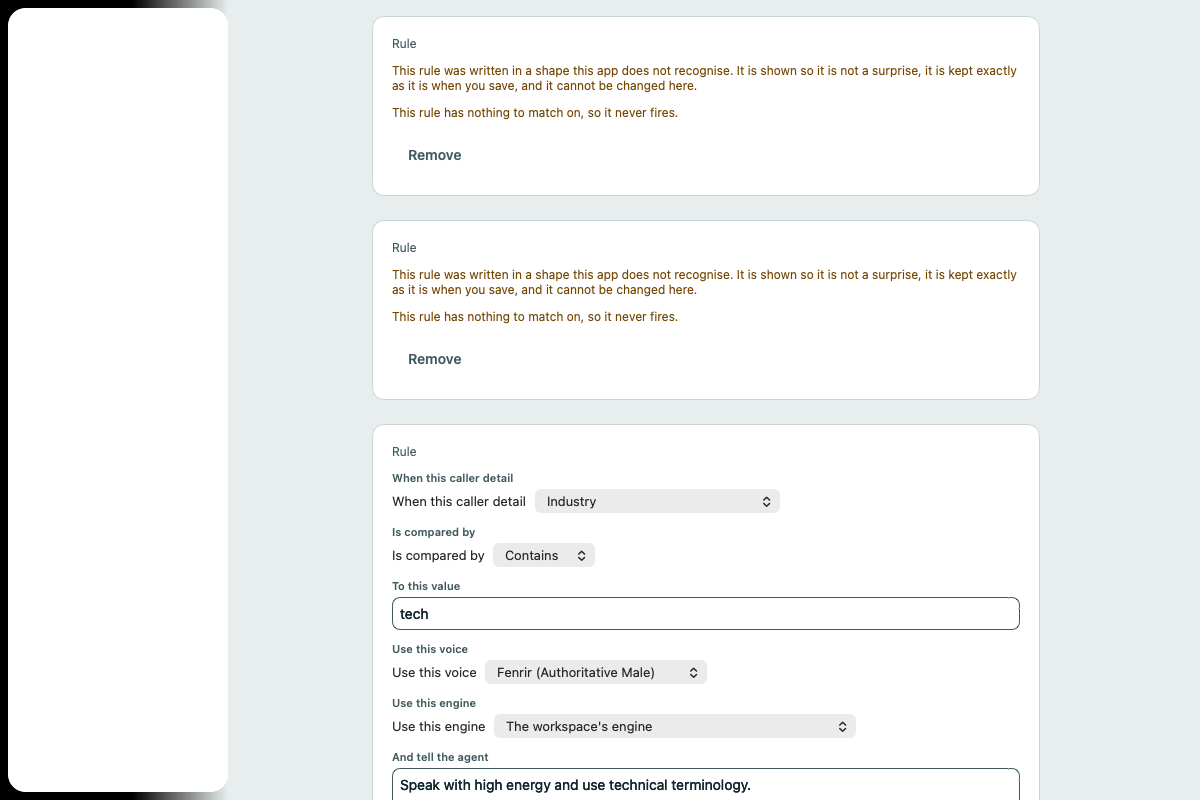 Rule
This rule was written in a shape this app does not recognise. It is shown so it is not a surprise, it is kept exactly
as it is when you save, and it cannot be changed here.
This rule has nothing to match on, so it never fires.
Remove
Rule
This rule was written in a shape this app does not recognise. It is shown so it is not a surprise, it is kept exactly
as it is when you save, and it cannot be changed here.
This rule has nothing to match on, so it never fires.
Remove
Rule
When this caller detail
When this caller detail Industry
Is compared by
Is compared by Contains
To this value
tech
Use this voice
Use this voice Fenrir (Authoritative Male)
Use this engine
Use this engine The workspace's engine
And tell the agent
Speak with high energy and use technical terminology.